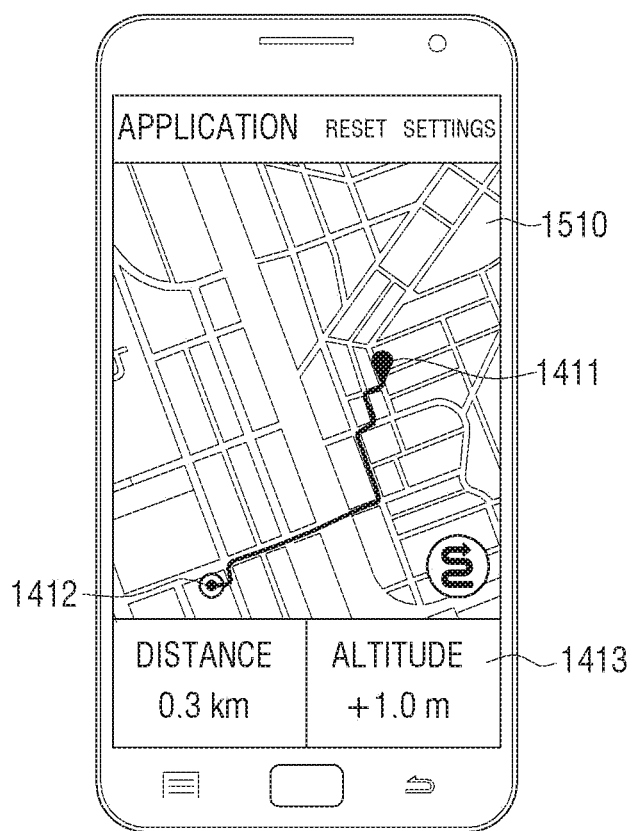 APPLICATION RESET SETTINGS
1510
1411
1412
DISTANCE ALTITUDE
1413
0.3 km +1.0 m